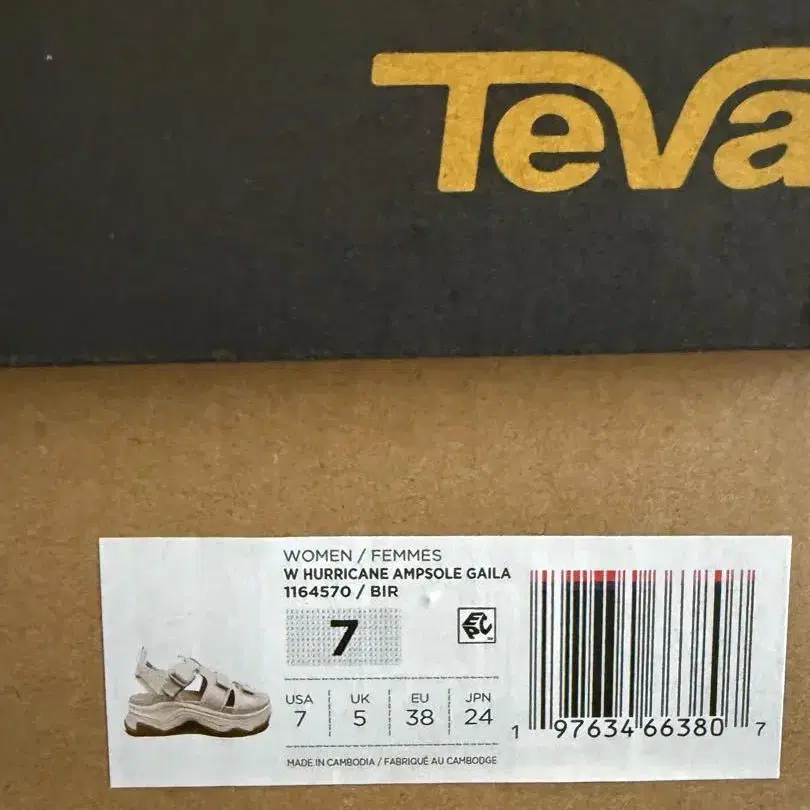 Teva
WOMEN / FEMMES
W HURRICANE AMPSOLE GAILA
1164570 / BIR
7
EPC
USA UK EU JPN
7 5 38 24
MADE IN CAMBODIA / FABRIQUÉ AU CAMBODGE
1 97634 66380 7